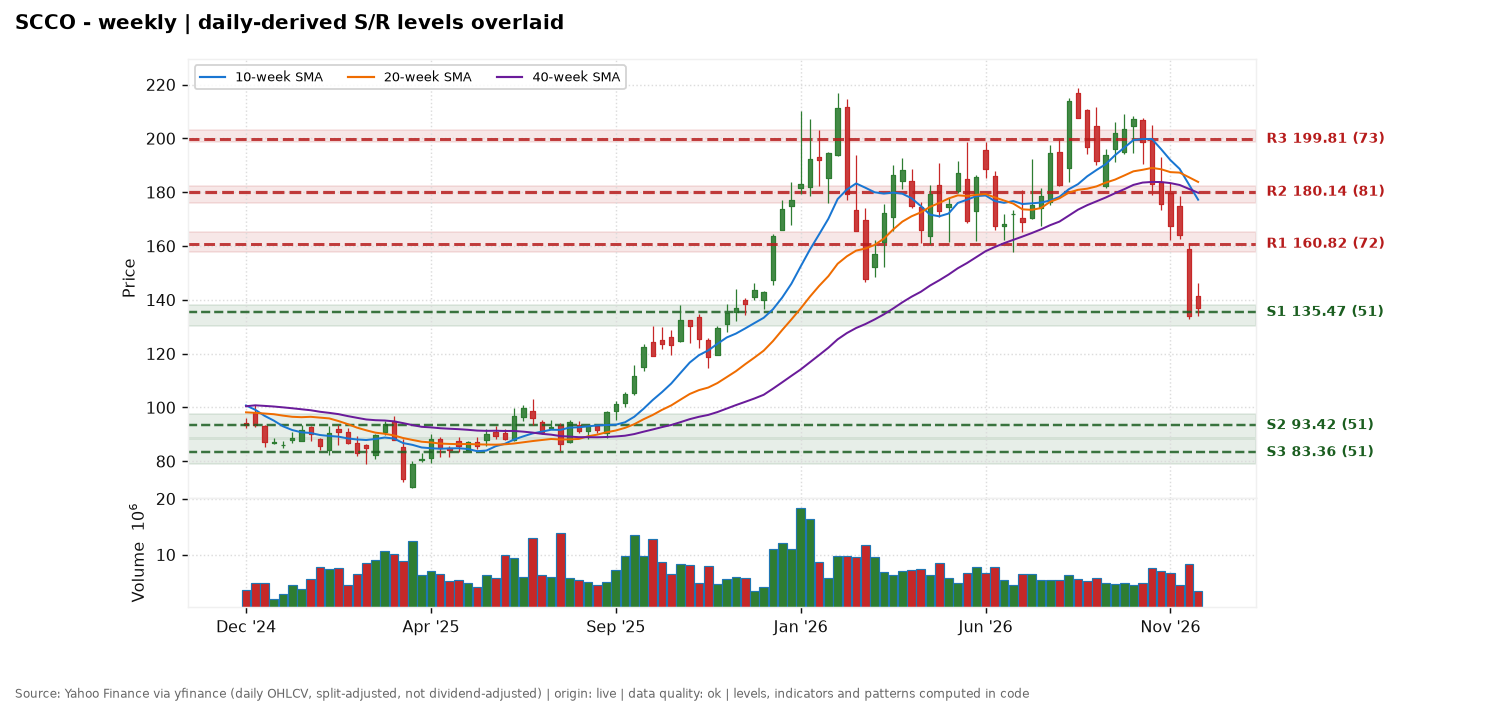 SCCO - weekly | daily-derived S/R levels overlaid
10-week SMA 20-week SMA 40-week SMA
Price
220
200
180
160
140
120
100
80
R3 199.81 (73)
R2 180.14 (81)
R1 160.82 (72)
S1 135.47 (51)
S2 93.42 (51)
S3 83.36 (51)
Volume 10⁶
20
10
Dec '24 Apr '25 Sep '25 Jan '26 Jun '26 Nov '26
Source: Yahoo Finance via yfinance (daily OHLCV, split-adjusted, not dividend-adjusted) | origin: live | data quality: ok | levels, indicators and patterns computed in code